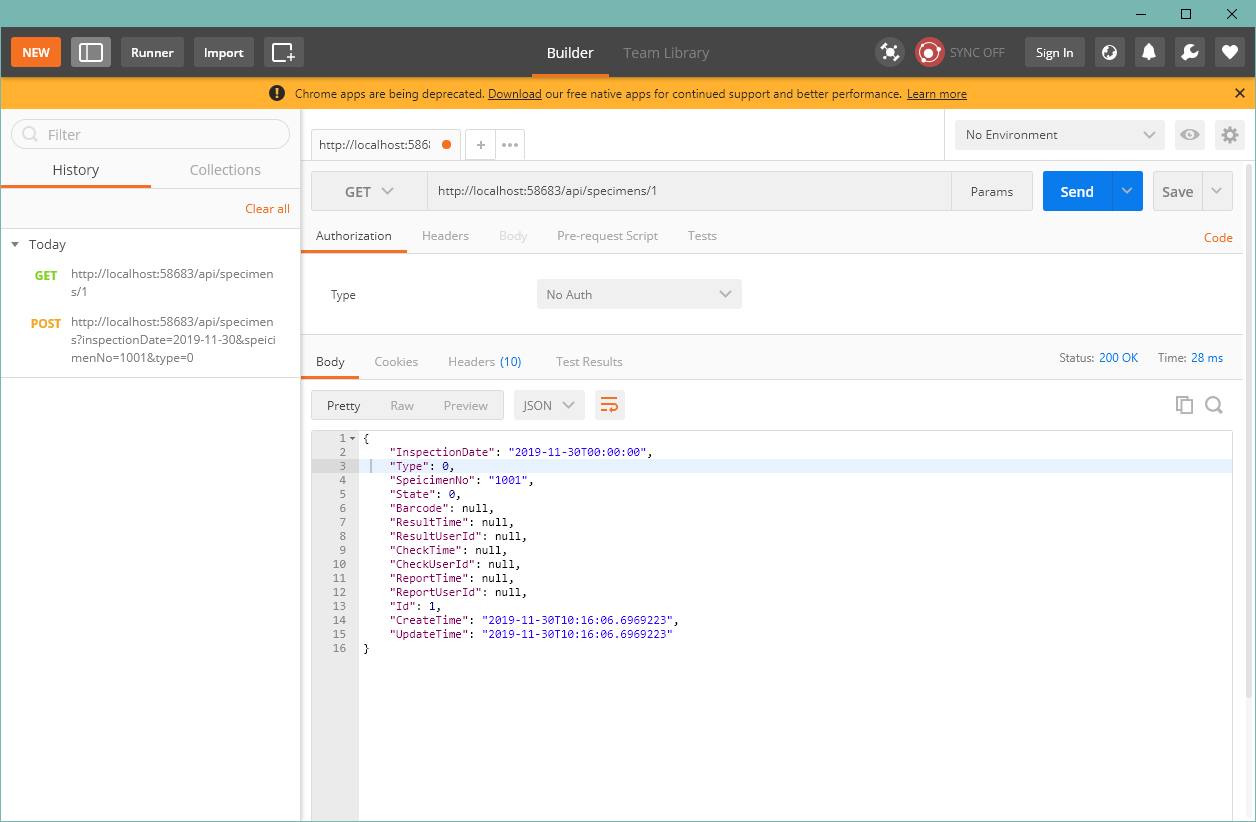 NEW Runner Import Builder Team Library SYNC OFF Sign In
Chrome apps are being deprecated. Download our free native apps for continued support and better performance. Learn more
Filter
History Collections
Clear all
Today
GET http://localhost:58683/api/specimen
s/1
POST http://localhost:58683/api/specimen
s?inspectionDate=2019-11-30&speci
menNo=1001&type=0
http://localhost:5868
No Environment
GET http://localhost:58683/api/specimens/1 Params Send Save
Authorization Headers Body Pre-request Script Tests Code
Type No Auth
Body Cookies Headers (10) Test Results Status: 200 OK Time: 28 ms
Pretty Raw Preview JSON
1 {
2 "InspectionDate": "2019-11-30T00:00:00",
3 "Type": 0,
4 "SpeicimenNo": "1001",
5 "State": 0,
6 "Barcode": null,
7 "ResultTime": null,
8 "ResultUserId": null,
9 "CheckTime": null,
10 "CheckUserId": null,
11 "ReportTime": null,
12 "ReportUserId": null,
13 "Id": 1,
14 "CreateTime": "2019-11-30T10:16:06.6969223",
15 "UpdateTime": "2019-11-30T10:16:06.6969223"
16 }